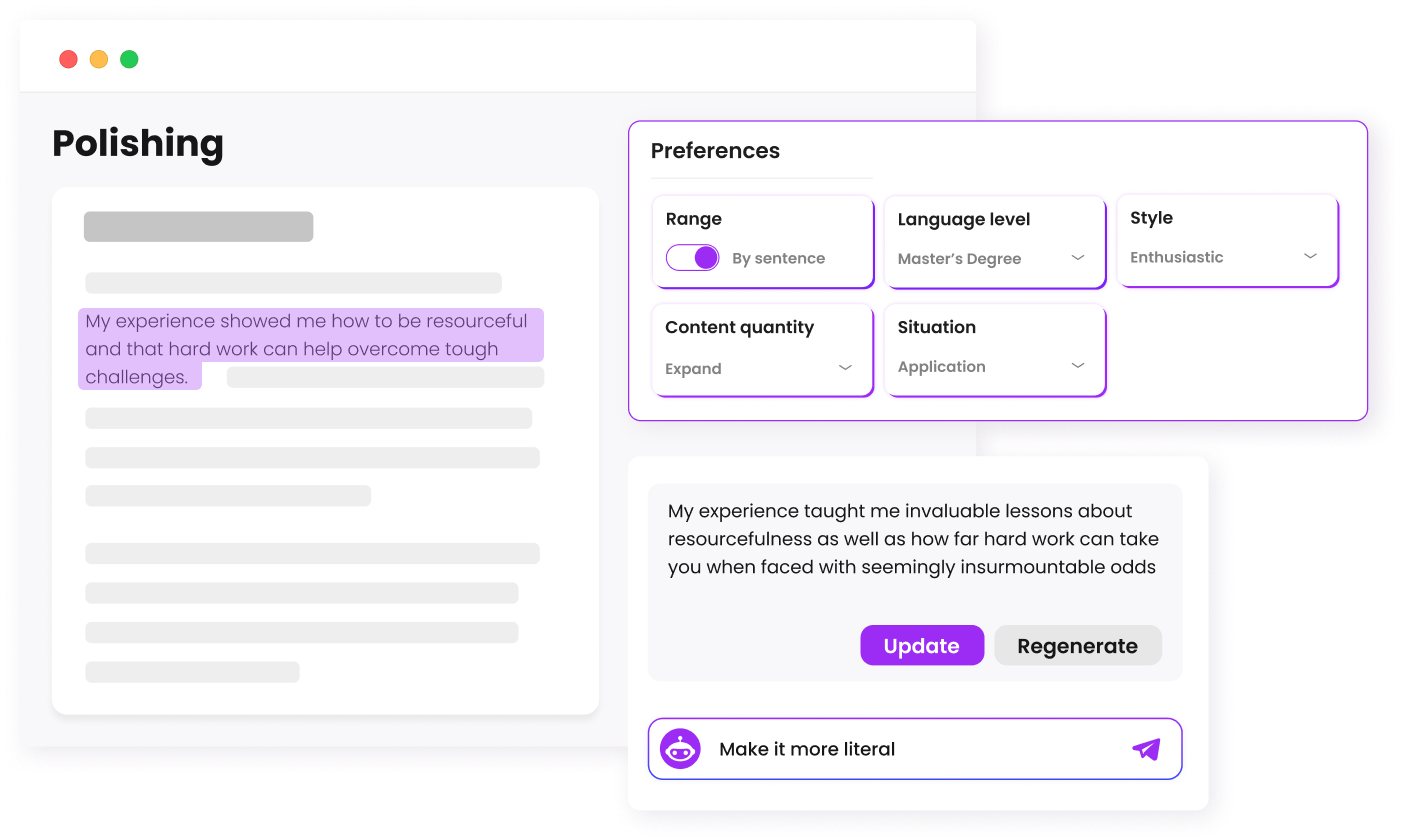 Polishing
My experience showed me how to be resourceful
and that hard work can help overcome tough
challenges.
Preferences
Range
By sentence
Language level
Master's Degree
Style
Enthusiastic
Content quantity
Expand
Situation
Application
My experience taught me invaluable lessons about
resourcefulness as well as how far hard work can take
you when faced with seemingly insurmountable odds
Update
Regenerate
Make it more literal